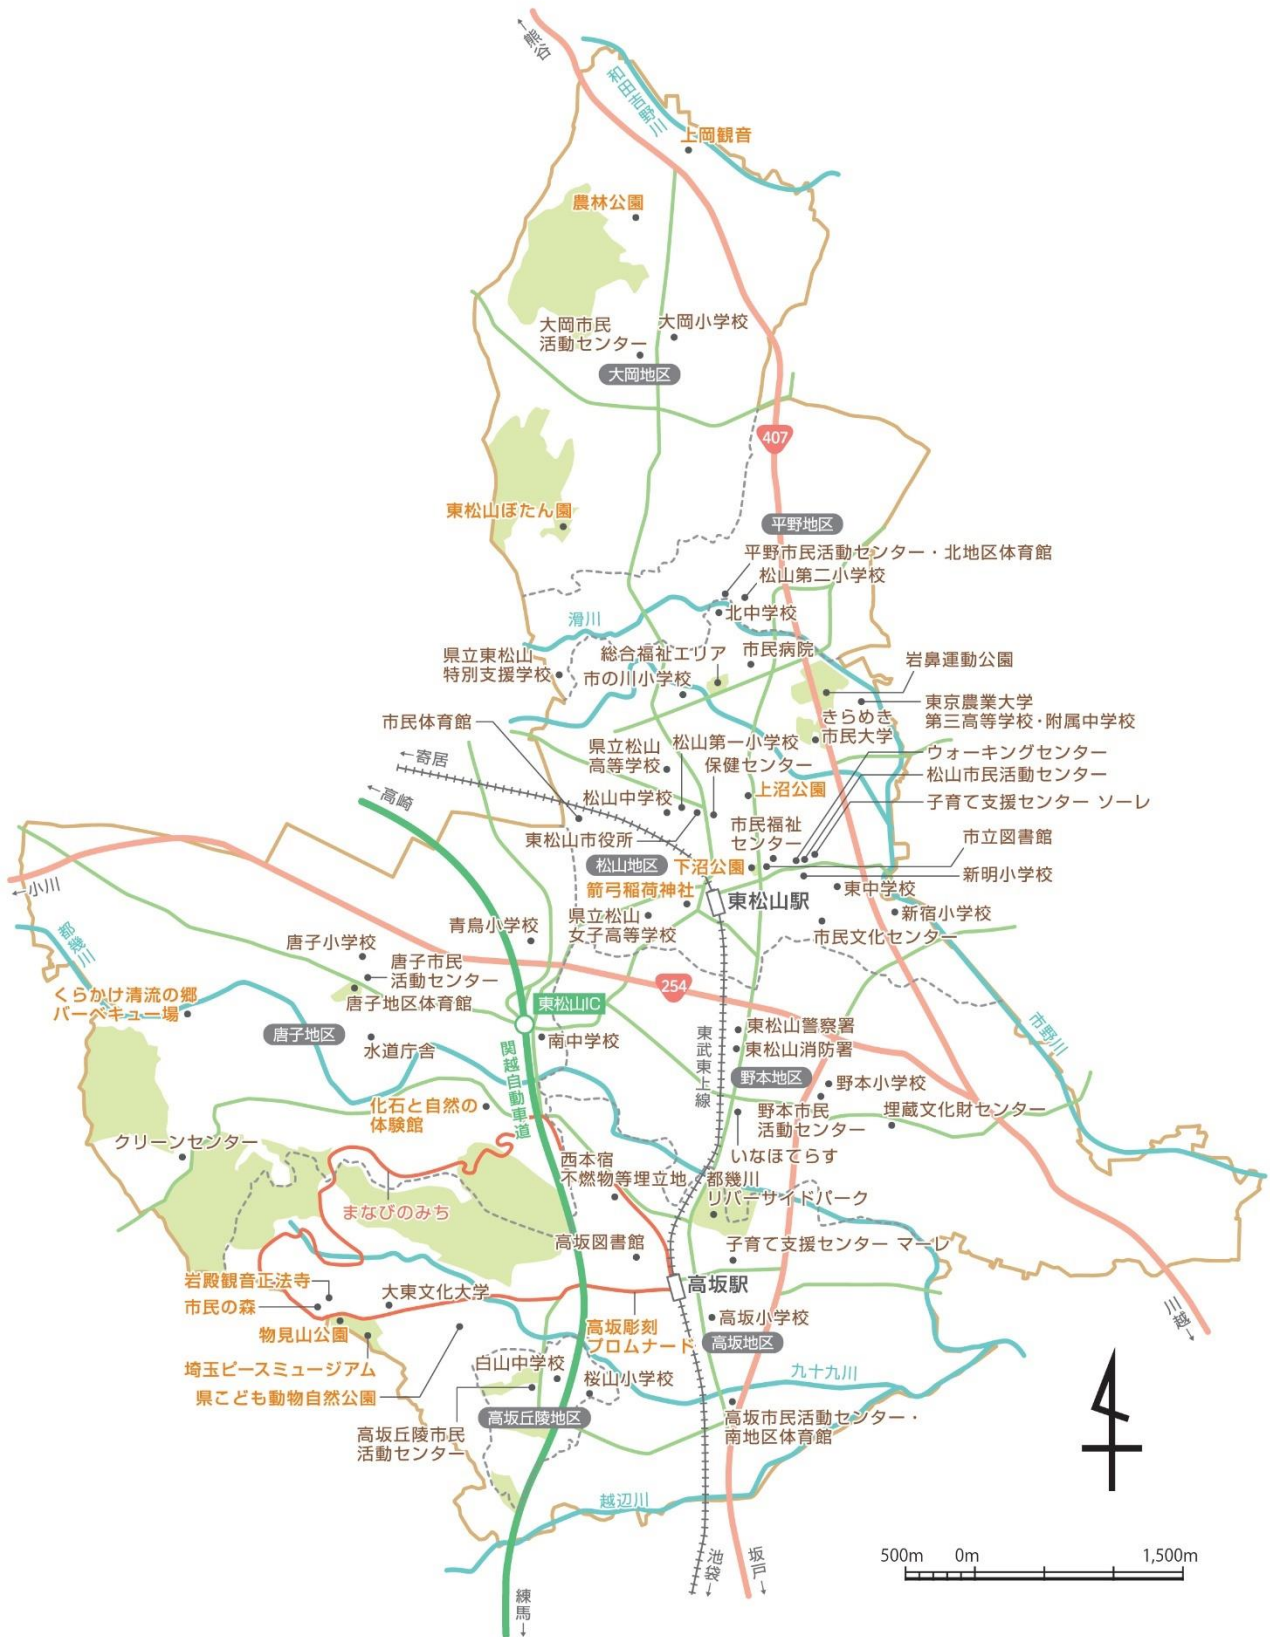 ←熊谷
和田吉野川
上岡観音
農林公園
大岡市民
活動センター
大岡小学校
大岡地区
407
東松山ぼたん園
平野地区
平野市民活動センター・北地区体育館
松山第二小学校
北中学校
滑川
県立東松山
特別支援学校
総合福祉エリア
市民病院
市の川小学校
岩鼻運動公園
東京農業大学
第三高等学校・附属中学校
きらめき
市民大学
市民体育館
←寄居
←高崎
県立松山
高等学校
松山第一小学校
保健センター
ウォーキングセンター
松山市民活動センター
子育て支援センター ソーレ
上沼公園
松山中学校
東松山市役所
市民福祉
センター
市立図書館
松山地区
下沼公園
新明小学校
箭弓稲荷神社
東松山駅
東中学校
新宿小学校
県立松山
女子高等学校
市民文化センター
←小川
都幾川
青鳥小学校
唐子小学校
唐子市民
活動センター
唐子地区体育館
くらかけ清流の郷
バーベキュー場
254
東松山IC
唐子地区
水道庁舎
南中学校
東松山警察署
東松山消防署
市野川
関越自動車道
東武東上線
野本地区
野本小学校
化石と自然の
体験館
野本市民
活動センター
埋蔵文化財センター
クリーンセンター
いなほてらす
西本宿
不燃物等埋立地
都幾川
リバーサイドパーク
まなびのみち
高坂図書館
子育て支援センター マーレ
岩殿観音正法寺
市民の森
大東文化大学
高坂駅
物見山公園
高坂彫刻
プロムナード
高坂小学校
川越→
高坂地区
埼玉ピースミュージアム
県こども動物自然公園
白山中学校
桜山小学校
九十九川
高坂丘陵地区
高坂市民活動センター・
南地区体育館
高坂丘陵市民
活動センター
越辺川
池袋→
坂戸→
練馬→
500m 0m 1,500m